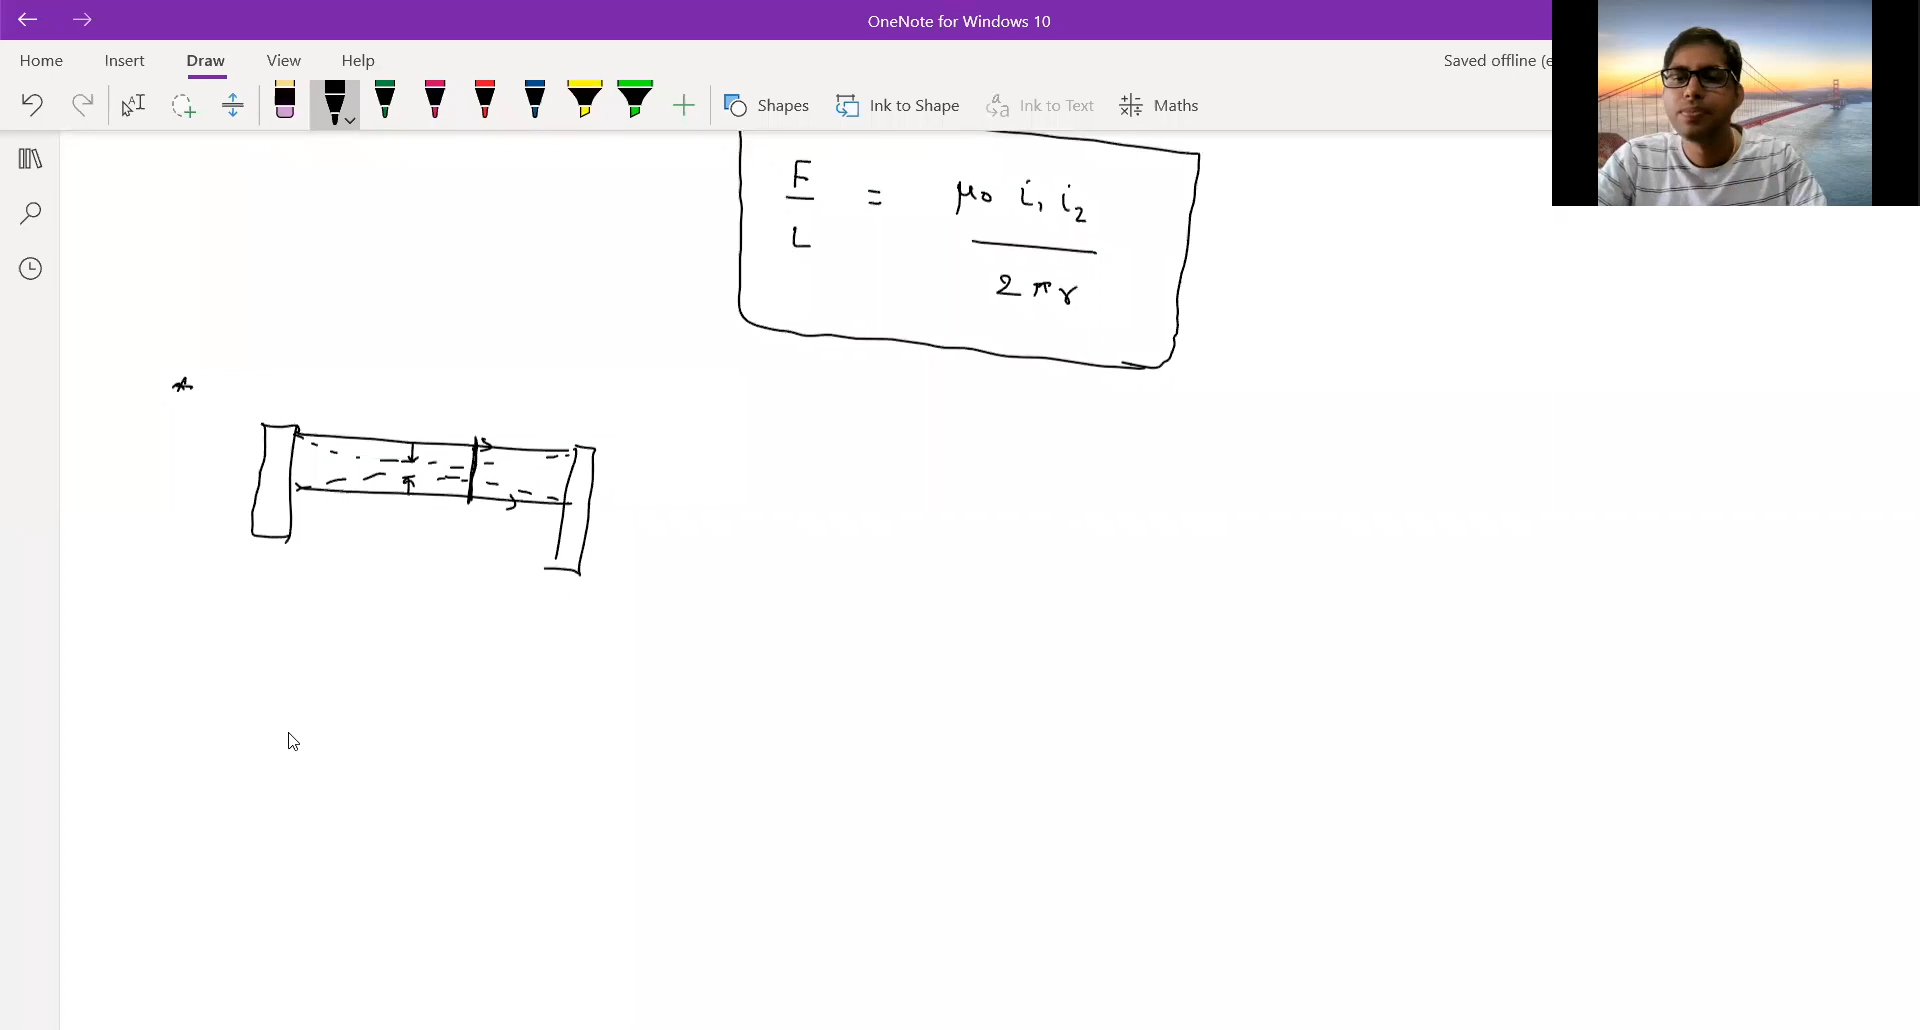 OneNote for Windows 10
Home Insert Draw View Help Saved offline (e
Shapes Ink to Shape Ink to Text Maths
F/L = μ0 i1 i2 / 2πr